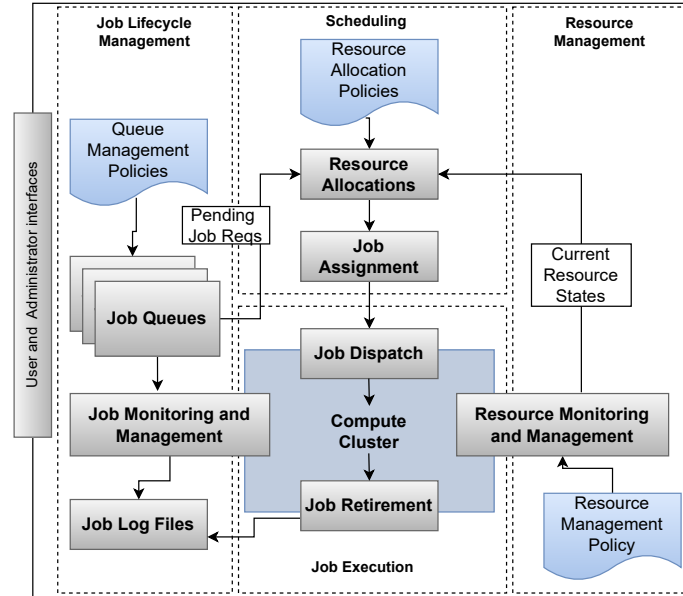 Job Lifecycle
Management
Scheduling
Resource
Management
User and Administrator interfaces
Resource
Allocation
Policies
Queue
Management
Policies
Resource
Allocations
Pending
Job Reqs
Job
Assignment
Current
Resource
States
Job Queues
Job Dispatch
Job Monitoring and
Management
Compute
Cluster
Resource Monitoring
and Management
Job Log Files
Job Retirement
Resource
Management
Policy
Job Execution